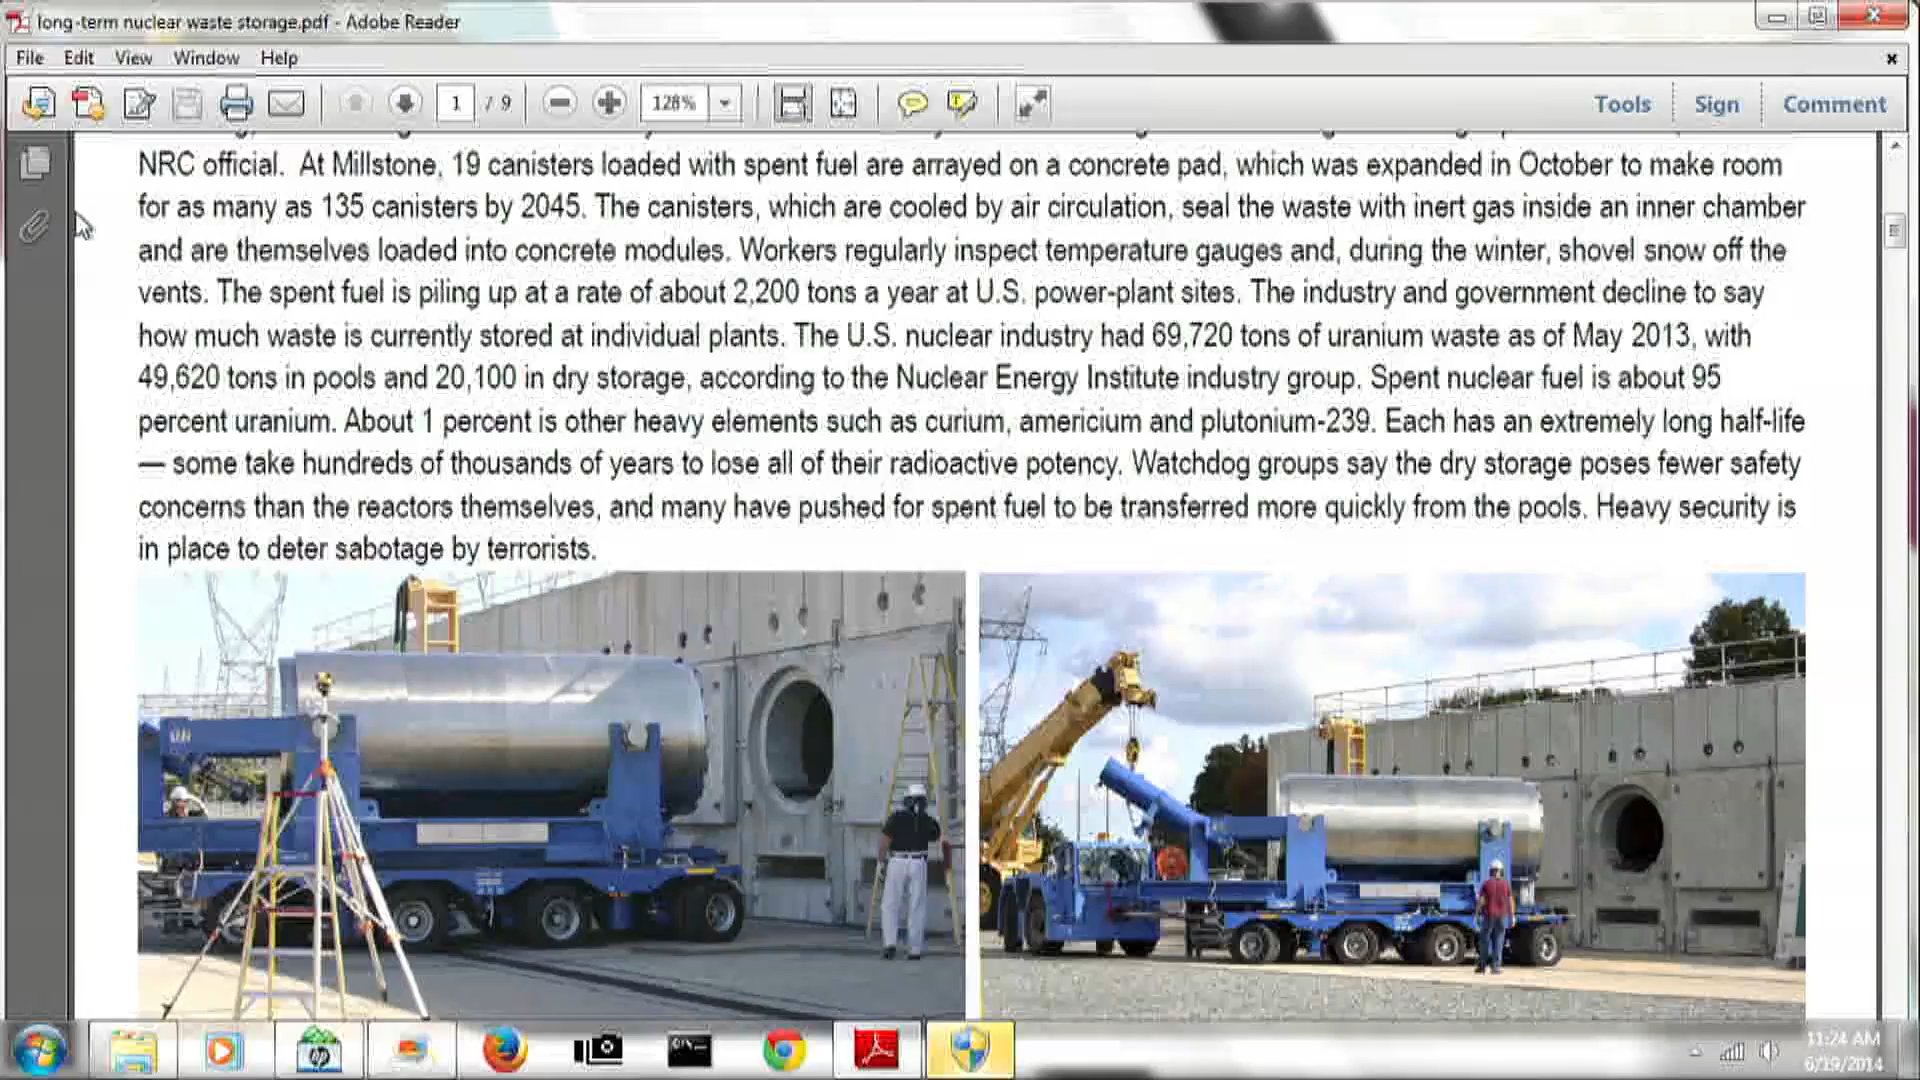 long-term nuclear waste storage.pdf - Adobe Reader
File Edit View Window Help
1 / 9 128% Tools Sign Comment
NRC official. At Millstone, 19 canisters loaded with spent fuel are arrayed on a concrete pad, which was expanded in October to make room
for as many as 135 canisters by 2045. The canisters, which are cooled by air circulation, seal the waste with inert gas inside an inner chamber
and are themselves loaded into concrete modules. Workers regularly inspect temperature gauges and, during the winter, shovel snow off the
vents. The spent fuel is piling up at a rate of about 2,200 tons a year at U.S. power-plant sites. The industry and government decline to say
how much waste is currently stored at individual plants. The U.S. nuclear industry had 69,720 tons of uranium waste as of May 2013, with
49,620 tons in pools and 20,100 in dry storage, according to the Nuclear Energy Institute industry group. Spent nuclear fuel is about 95
percent uranium. About 1 percent is other heavy elements such as curium, americium and plutonium-239. Each has an extremely long half-life
— some take hundreds of thousands of years to lose all of their radioactive potency. Watchdog groups say the dry storage poses fewer safety
concerns than the reactors themselves, and many have pushed for spent fuel to be transferred more quickly from the pools. Heavy security is
in place to deter sabotage by terrorists.
hp
11:24 AM
6/19/2014